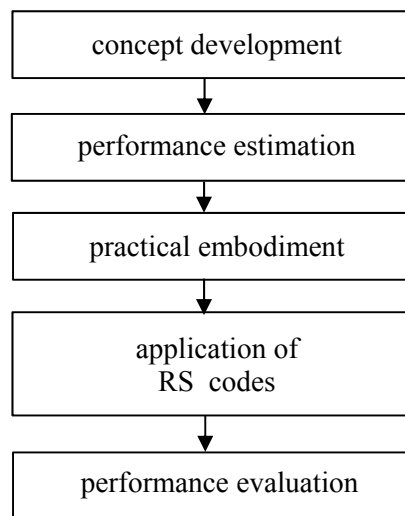 concept development
performance estimation
practical embodiment
application of
RS codes
performance evaluation